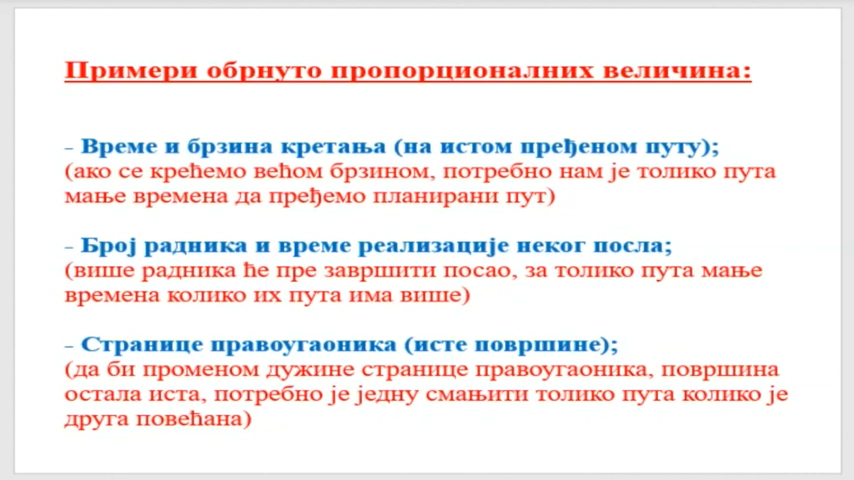 Примери обрнуто пропорционалних величина:
– Време и брзина кретања (на истом пређеном путу);
(ако се крећемо већом брзином, потребно нам је толико пута
мање времена да пређемо планирани пут)
– Број радника и време реализације неког посла;
(више радника ће пре завршити посао, за толико пута мање
времена колико их пута има више)
– Странице правоугаоника (исте површине);
(да би променом дужине странице правоугаоника, површина
остала иста, потребно је једну смањити толико пута колико је
друга повећана)